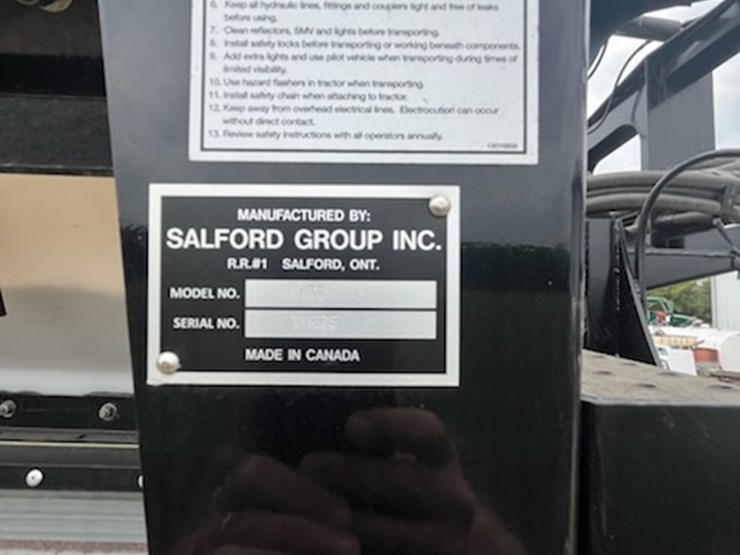 6. Keep all hydraulic lines, fittings and couplers tight and free of leaks
before using.
7. Clean reflectors, SMV and lights before transporting.
8. Install safety locks before transporting or working beneath components.
9. Add extra lights and use pilot vehicle when transporting during times of
limited visibility.
10. Use hazard flashers in tractor when transporting.
11. Install safety chain when attaching to tractor.
12. Keep away from overhead electrical lines. Electrocution can occur
without direct contact.
13. Review safety instructions with all operators annually.
MANUFACTURED BY:
SALFORD GROUP INC.
R.R.#1 SALFORD, ONT.
MODEL NO.
SERIAL NO.
MADE IN CANADA